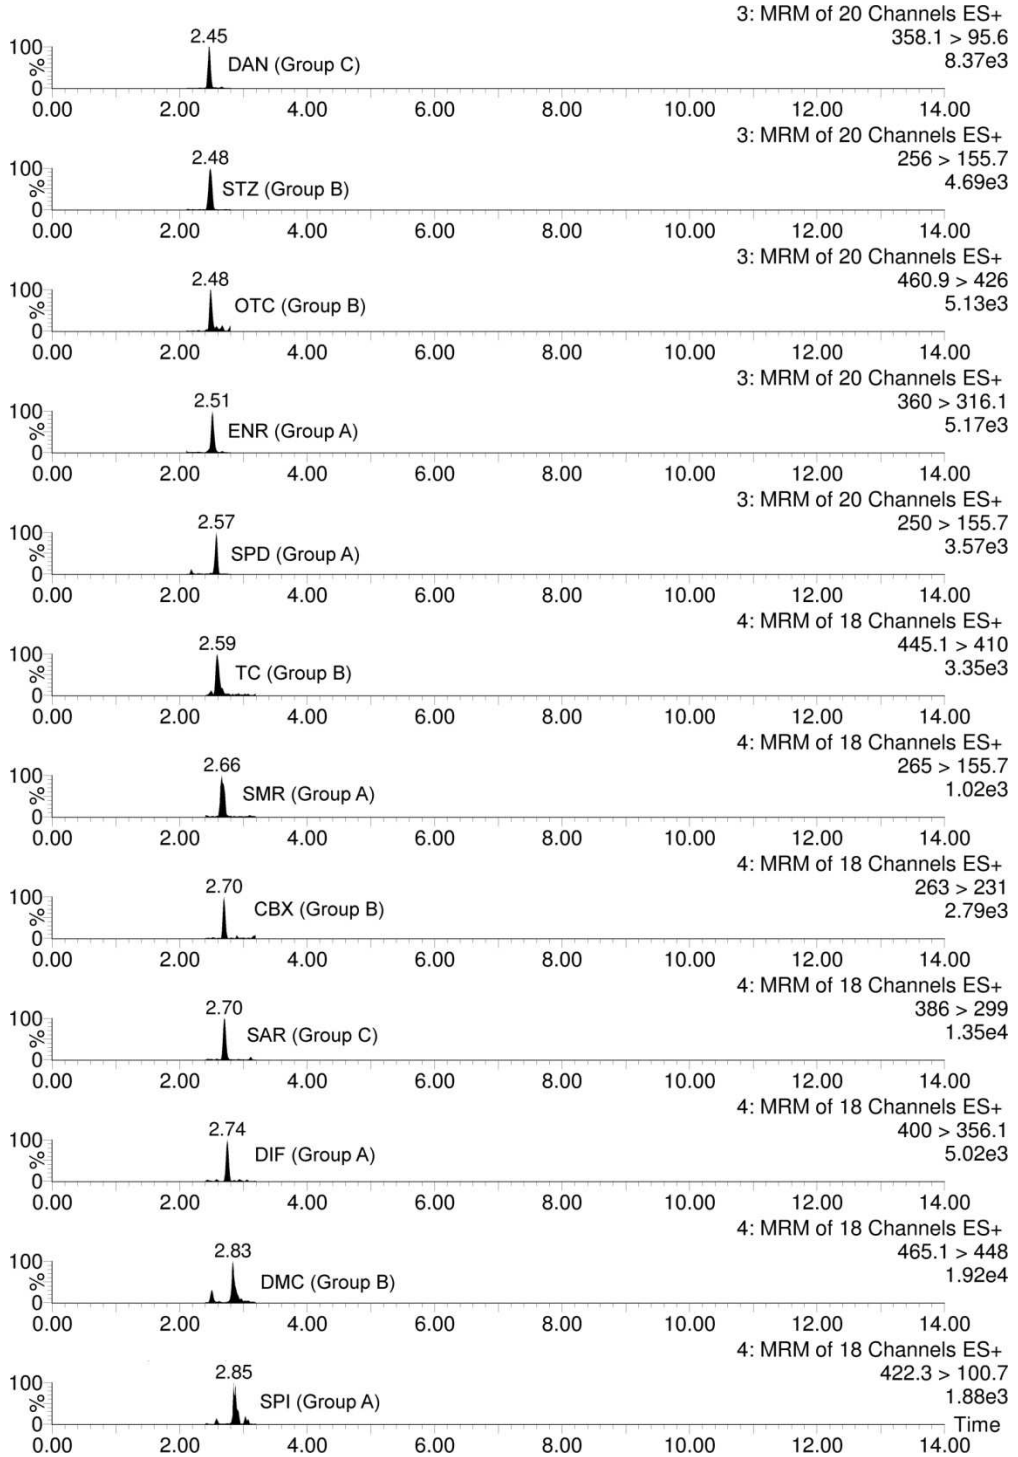 3: MRM of 20 Channels ES+
358.1 > 95.6
8.37e3
2.45
DAN (Group C)
100
%
0
0.00 2.00 4.00 6.00 8.00 10.00 12.00 14.00
3: MRM of 20 Channels ES+
256 > 155.7
4.69e3
2.48
STZ (Group B)
100
%
0
0.00 2.00 4.00 6.00 8.00 10.00 12.00 14.00
3: MRM of 20 Channels ES+
460.9 > 426
5.13e3
2.48
OTC (Group B)
100
%
0
0.00 2.00 4.00 6.00 8.00 10.00 12.00 14.00
3: MRM of 20 Channels ES+
360 > 316.1
5.17e3
2.51
ENR (Group A)
100
%
0
0.00 2.00 4.00 6.00 8.00 10.00 12.00 14.00
3: MRM of 20 Channels ES+
250 > 155.7
3.57e3
2.57
SPD (Group A)
100
%
0
0.00 2.00 4.00 6.00 8.00 10.00 12.00 14.00
4: MRM of 18 Channels ES+
445.1 > 410
3.35e3
2.59
TC (Group B)
100
%
0
0.00 2.00 4.00 6.00 8.00 10.00 12.00 14.00
4: MRM of 18 Channels ES+
265 > 155.7
1.02e3
2.66
SMR (Group A)
100
%
0
0.00 2.00 4.00 6.00 8.00 10.00 12.00 14.00
4: MRM of 18 Channels ES+
263 > 231
2.79e3
2.70
CBX (Group B)
100
%
0
0.00 2.00 4.00 6.00 8.00 10.00 12.00 14.00
4: MRM of 18 Channels ES+
386 > 299
1.35e4
2.70
SAR (Group C)
100
%
0
0.00 2.00 4.00 6.00 8.00 10.00 12.00 14.00
4: MRM of 18 Channels ES+
400 > 356.1
5.02e3
2.74
DIF (Group A)
100
%
0
0.00 2.00 4.00 6.00 8.00 10.00 12.00 14.00
4: MRM of 18 Channels ES+
465.1 > 448
1.92e4
2.83
DMC (Group B)
100
%
0
0.00 2.00 4.00 6.00 8.00 10.00 12.00 14.00
4: MRM of 18 Channels ES+
422.3 > 100.7
1.88e3
2.85
SPI (Group A)
100
%
0
Time
0.00 2.00 4.00 6.00 8.00 10.00 12.00 14.00